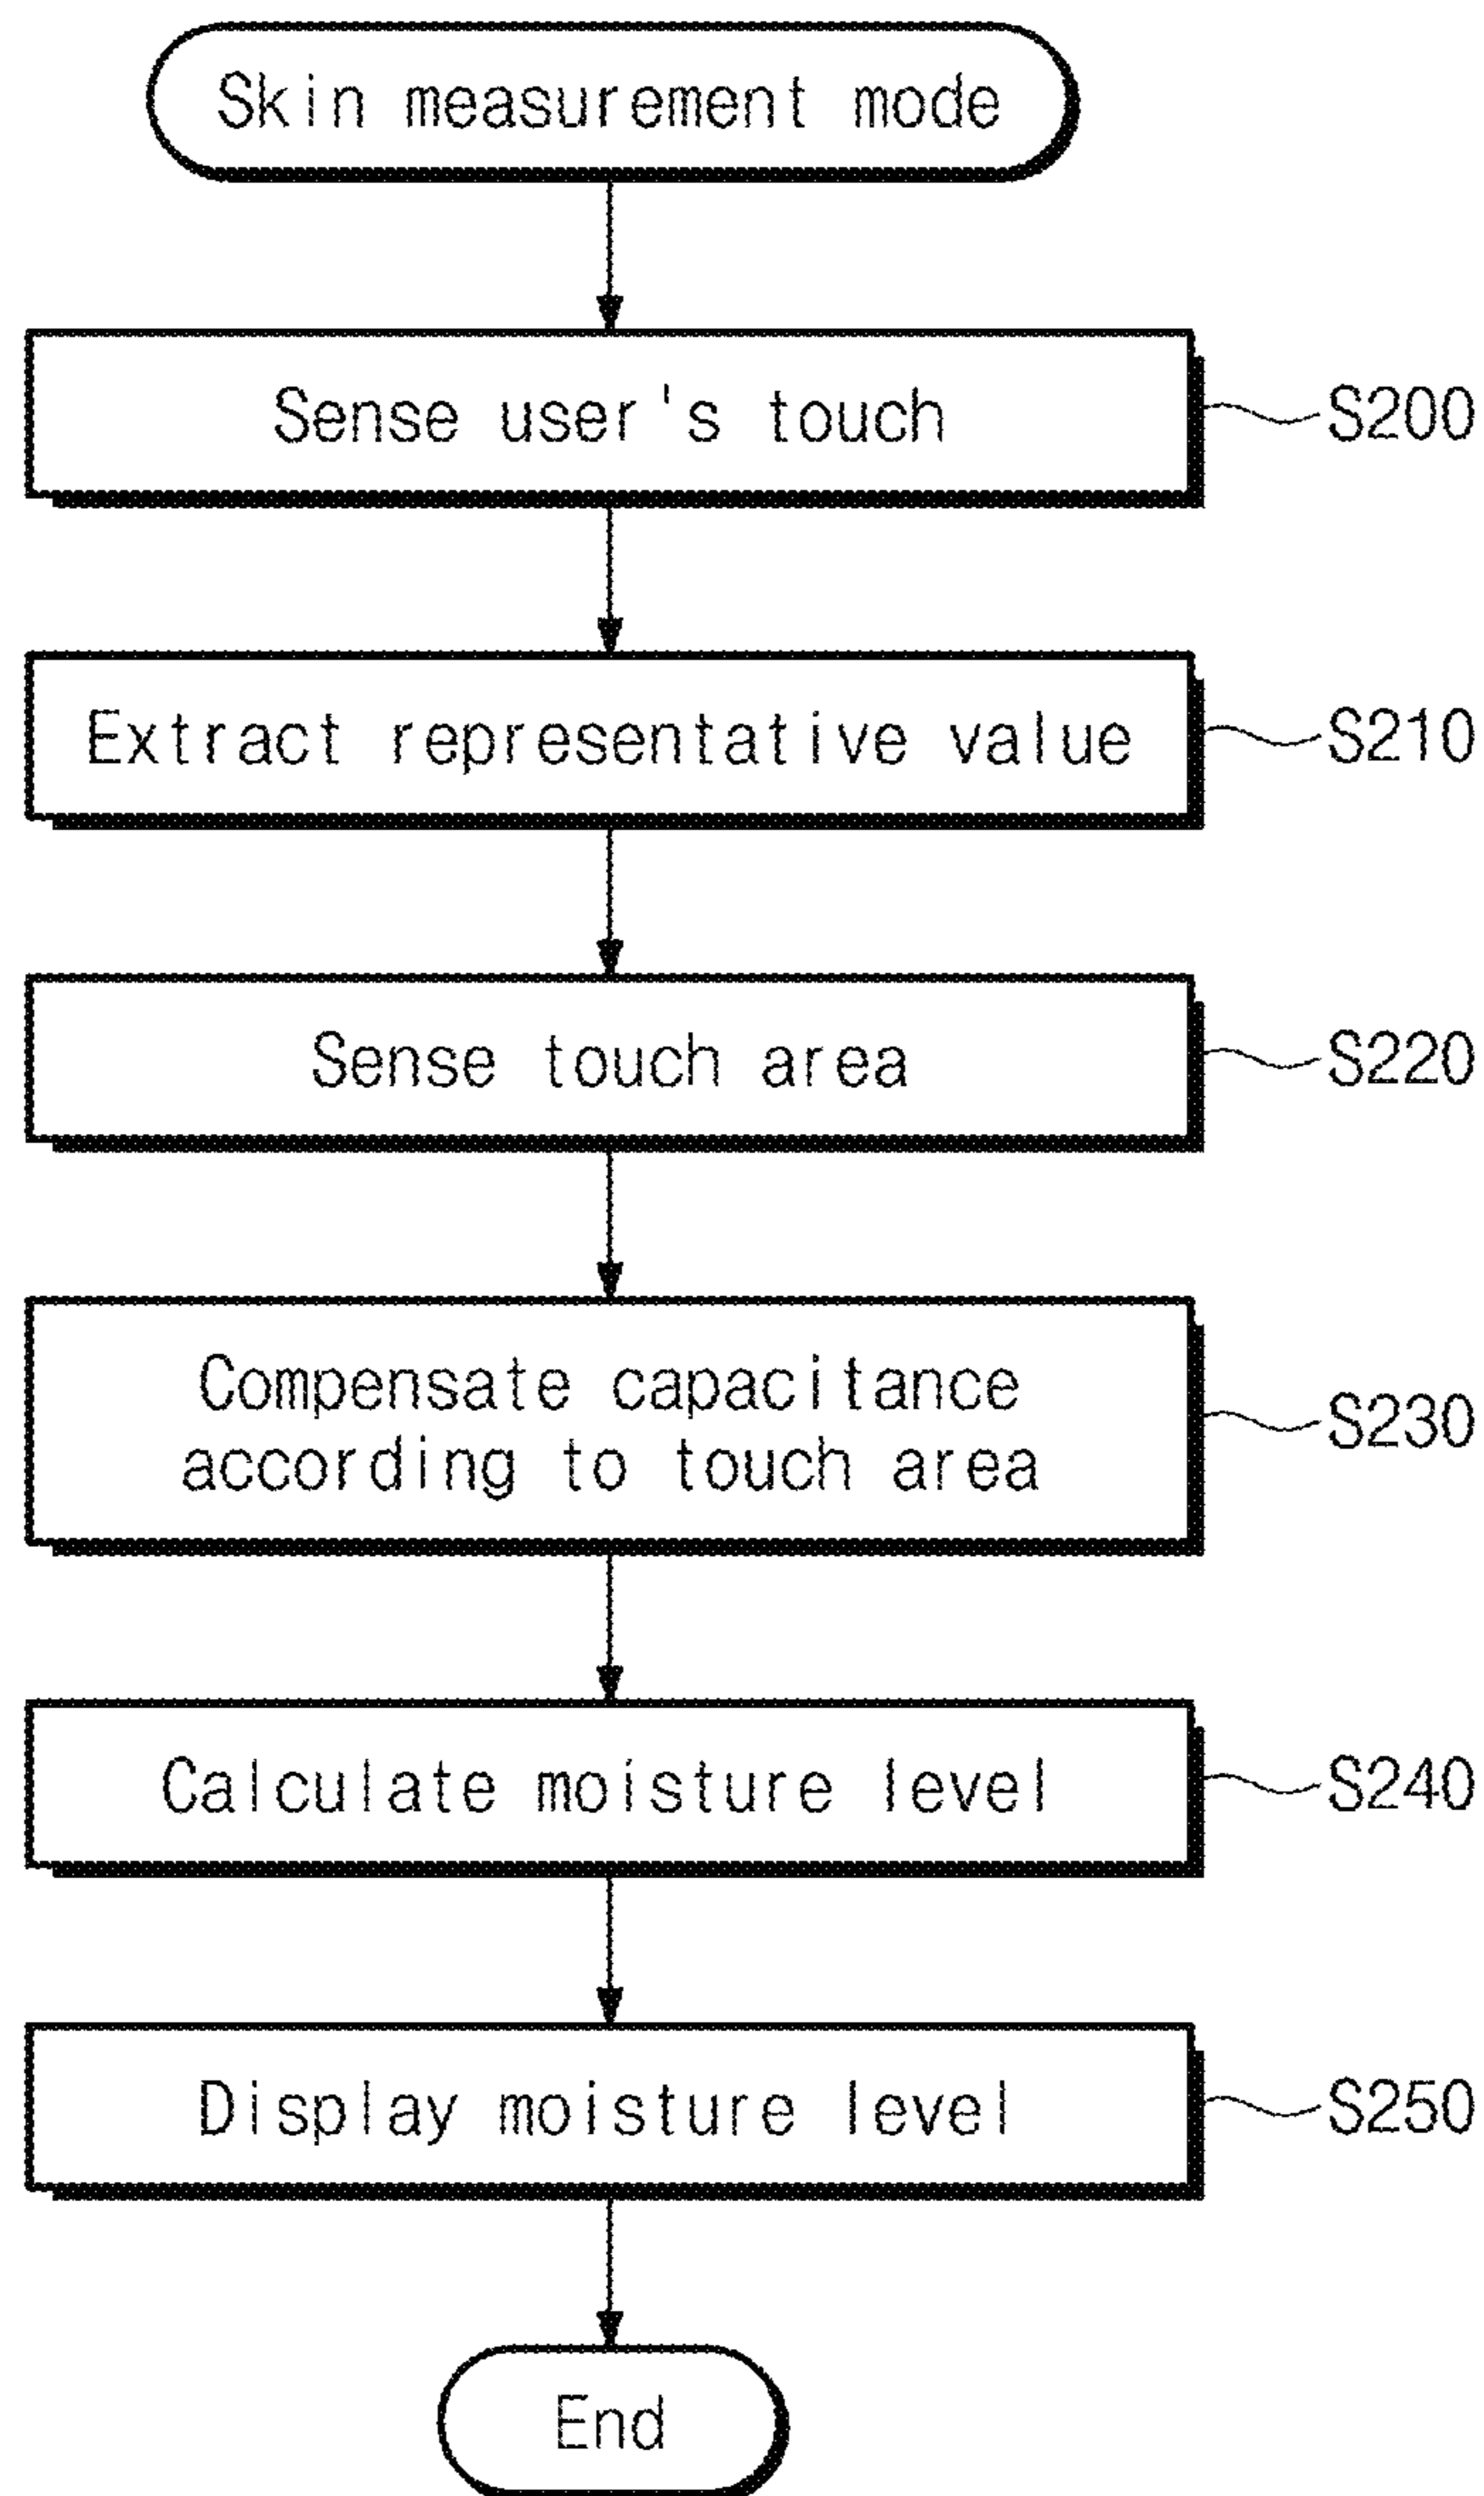 Skin measurement mode
Sense user's touch
S200
Extract representative value
S210
Sense touch area
S220
Compensate capacitance
according to touch area
S230
Calculate moisture level
S240
Display moisture level
S250
End